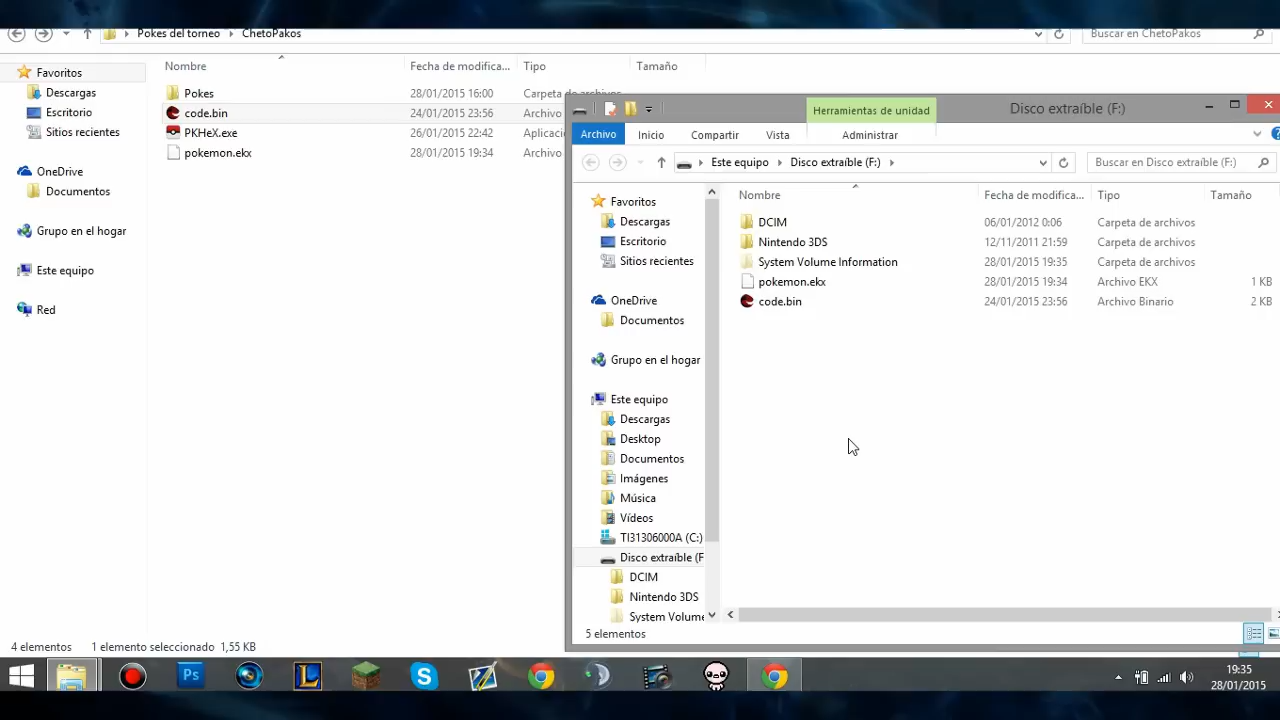 Pokes del torneo ChetoPakos
Buscar en ChetoPakos
Favoritos
Descargas
Escritorio
Sitios recientes
OneDrive
Documentos
Grupo en el hogar
Este equipo
Red
Nombre Fecha de modifica... Tipo Tamaño
Pokes 28/01/2015 16:00 Carpeta de archivos
code.bin 24/01/2015 23:56 Archivo
PKHeX.exe 26/01/2015 22:42 Aplicaci
pokemon.ekx 28/01/2015 19:34 Archivo
4 elementos 1 elemento seleccionado 1,55 KB
Herramientas de unidad Disco extraíble (F:)
Archivo Inicio Compartir Vista Administrar
Este equipo Disco extraíble (F:) Buscar en Disco extraíble (F:)
Favoritos
Descargas
Escritorio
Sitios recientes
OneDrive
Documentos
Grupo en el hogar
Este equipo
Descargas
Desktop
Documentos
Imágenes
Música
Vídeos
TI31306000A (C:)
Disco extraíble (F
DCIM
Nintendo 3DS
System Volume
Nombre Fecha de modifica... Tipo Tamaño
DCIM 06/01/2012 0:06 Carpeta de archivos
Nintendo 3DS 12/11/2011 21:59 Carpeta de archivos
System Volume Information 28/01/2015 19:35 Carpeta de archivos
pokemon.ekx 28/01/2015 19:34 Archivo EKX 1 KB
code.bin 24/01/2015 23:56 Archivo Binario 2 KB
5 elementos
Ps
L
S
19:35
28/01/2015